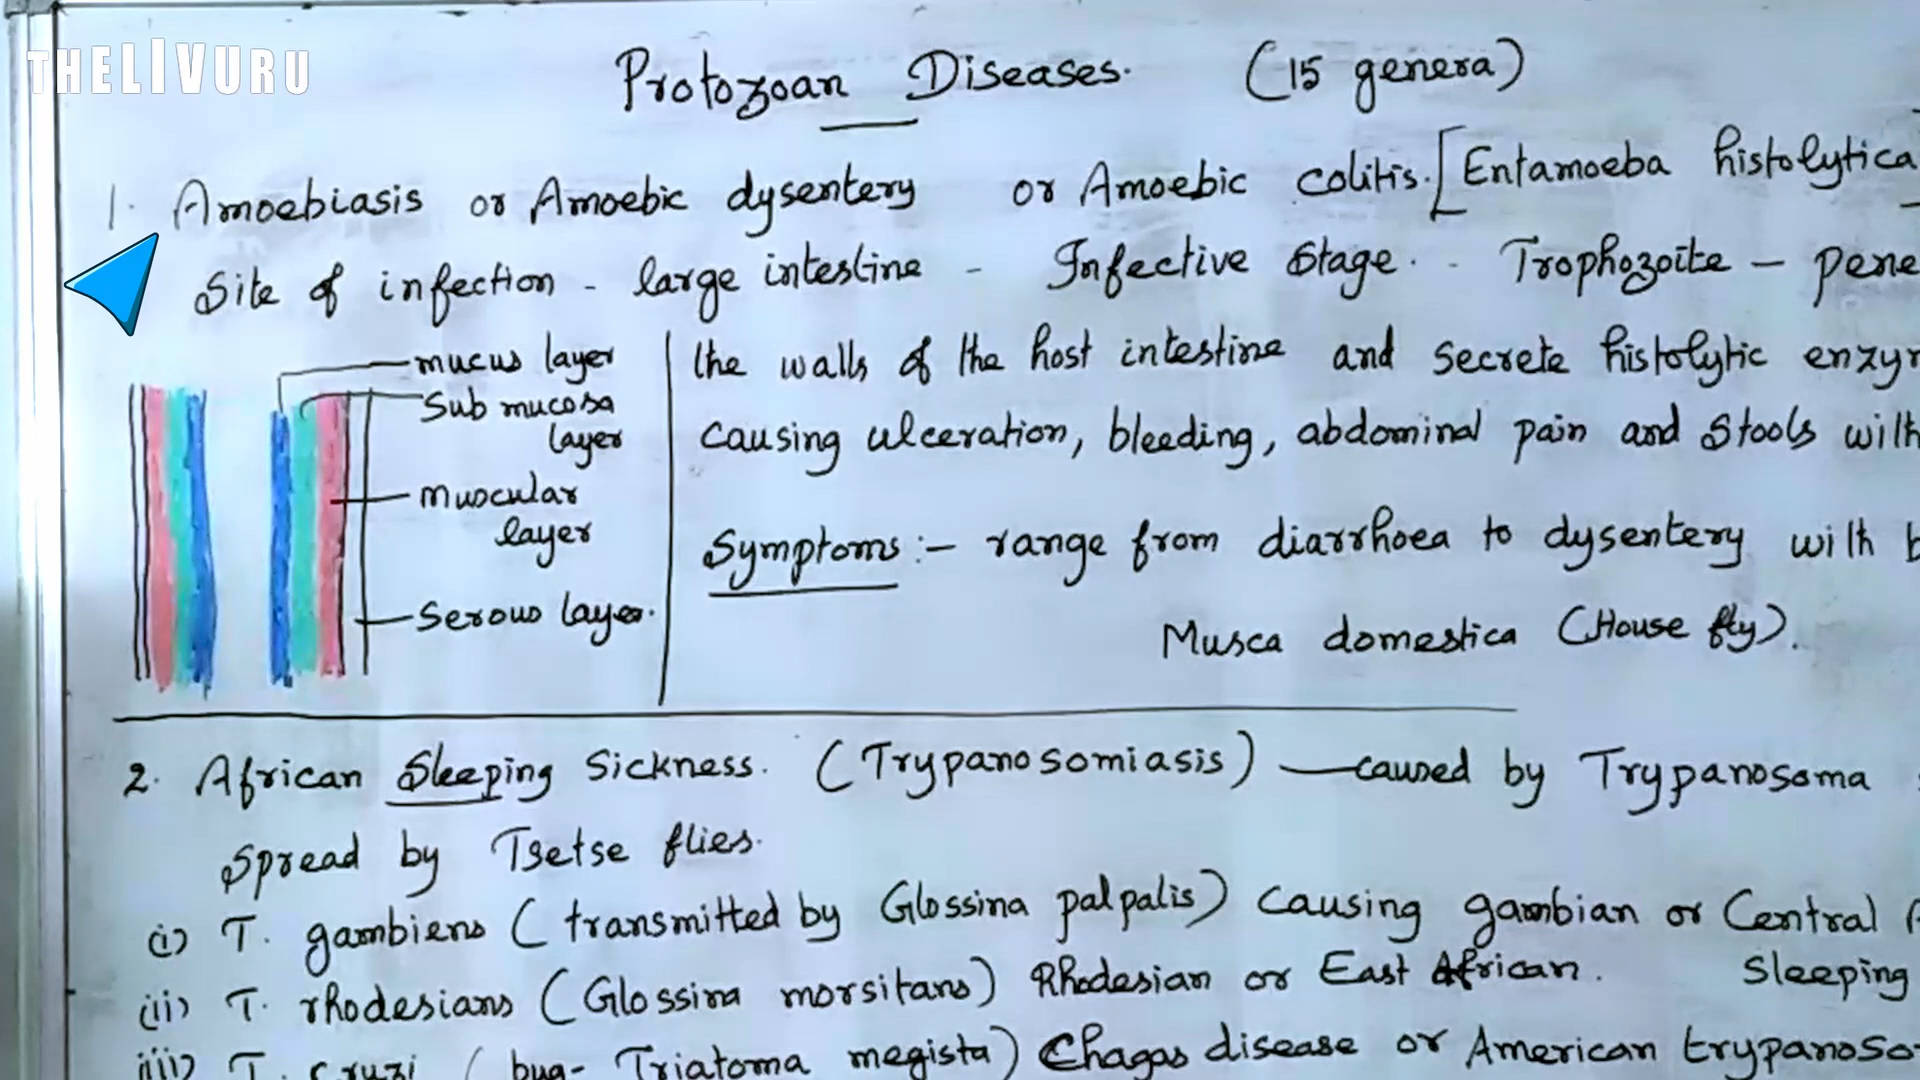 THELIVURU
Protozoan Diseases. (15 genera)
1. Amoebiasis or Amoebic dysentery or Amoebic colitis. [Entamoeba histolytica
Site of infection - large intestine - Infective Stage. - Trophozoite - pene
mucus layer
Sub mucosa
layer
muscular
layer
Serous layer.
the walls of the host intestine and secrete histolytic enzym
causing ulceration, bleeding, abdominal pain and stools with
Symptoms :- range from diarrhoea to dysentery with b
Musca domestica (House fly).
2. African Sleeping Sickness. (Trypanosomiasis) — caused by Trypanosoma
Spread by Tsetse flies.
(i) T. gambiens (transmitted by Glossina palpalis) causing gambian or Central A
(ii) T. rhodesians (Glossina morsitans) Rhodesian or East African. Sleeping
(iii) T. cruzi (bug- Triatoma megista) Chagas disease or American trypanoso